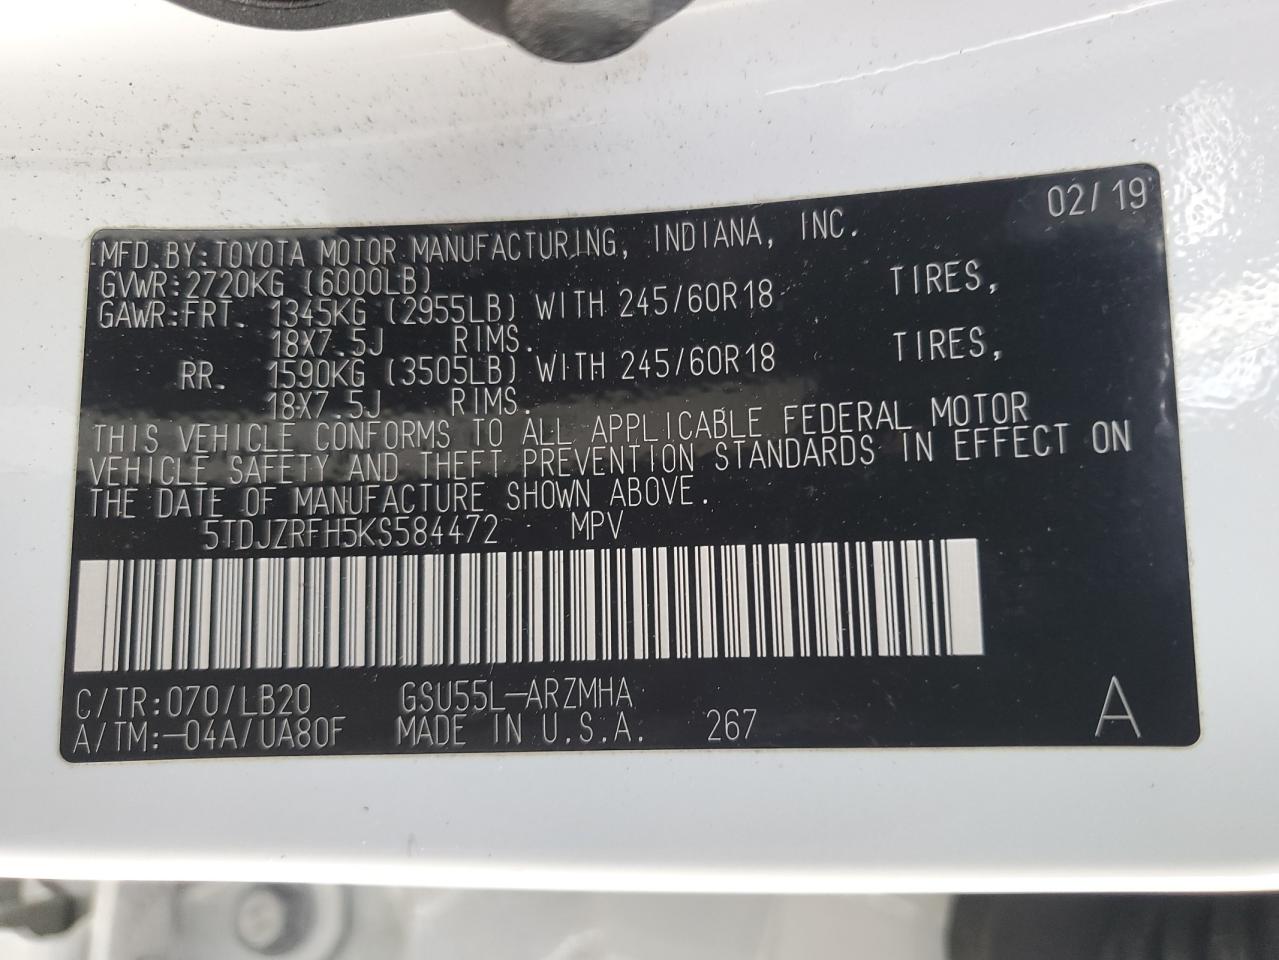 02/19
MFD.BY:TOYOTA MOTOR MANUFACTURING, INDIANA, INC.
GVWR:2720KG (6000LB)
GAWR:FRT. 1345KG (2955LB) WITH 245/60R18 TIRES,
18X7.5J RIMS.
RR. 1590KG (3505LB) WITH 245/60R18 TIRES,
18X7.5J RIMS.
THIS VEHICLE CONFORMS TO ALL APPLICABLE FEDERAL MOTOR
VEHICLE SAFETY AND THEFT PREVENTION STANDARDS IN EFFECT ON
THE DATE OF MANUFACTURE SHOWN ABOVE.
5TDJZRFH5KS584472 MPV
C/TR:070/LB20 GSU55L-ARZMHA
A/TM:-04A/UA80F MADE IN U.S.A. 267 A